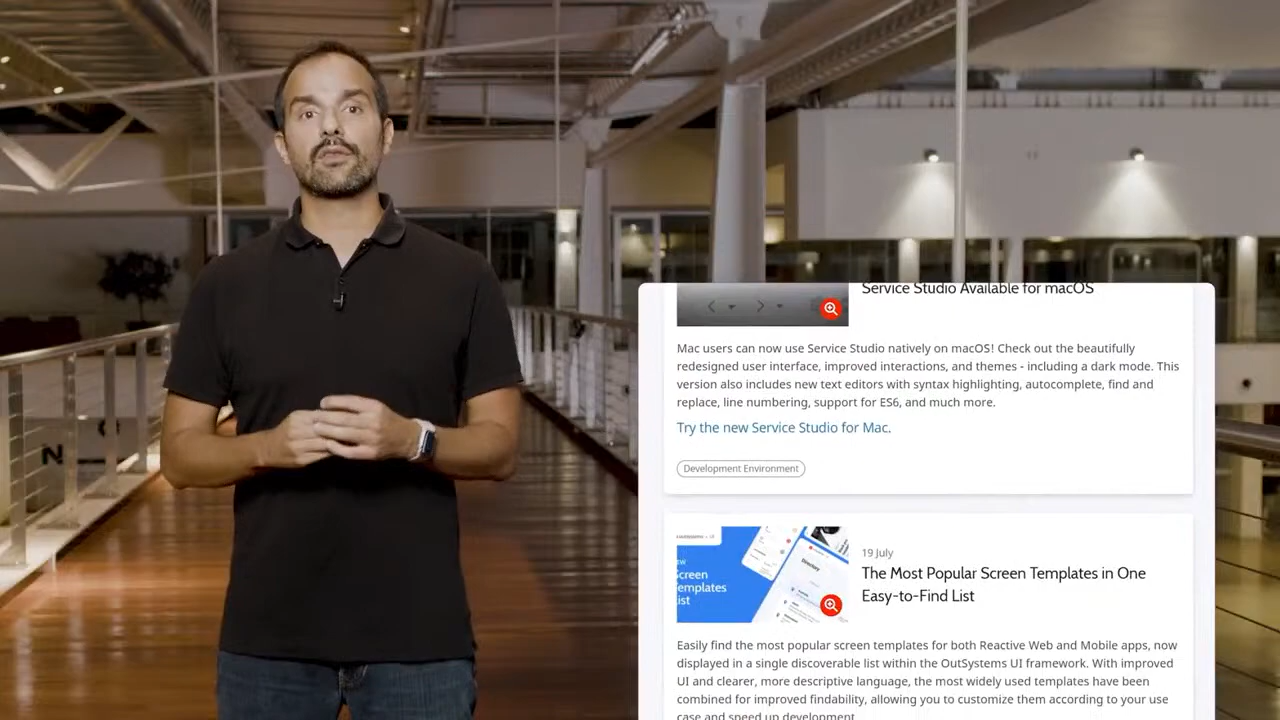 Service Studio Available for macOS
Mac users can now use Service Studio natively on macOS! Check out the beautifully
redesigned user interface, improved interactions, and themes - including a dark mode. This
version also includes new text editors with syntax highlighting, autocomplete, find and
replace, line numbering, support for ES6, and much more.
Try the new Service Studio for Mac.
Development Environment
19 July
The Most Popular Screen Templates in One
Easy-to-Find List
Directory
Easily find the most popular screen templates for both Reactive Web and Mobile apps, now
displayed in a single discoverable list within the OutSystems UI framework. With improved
UI and clearer, more descriptive language, the most widely used templates have been
combined for improved findability, allowing you to customize them according to your use
case and speed up development
N O